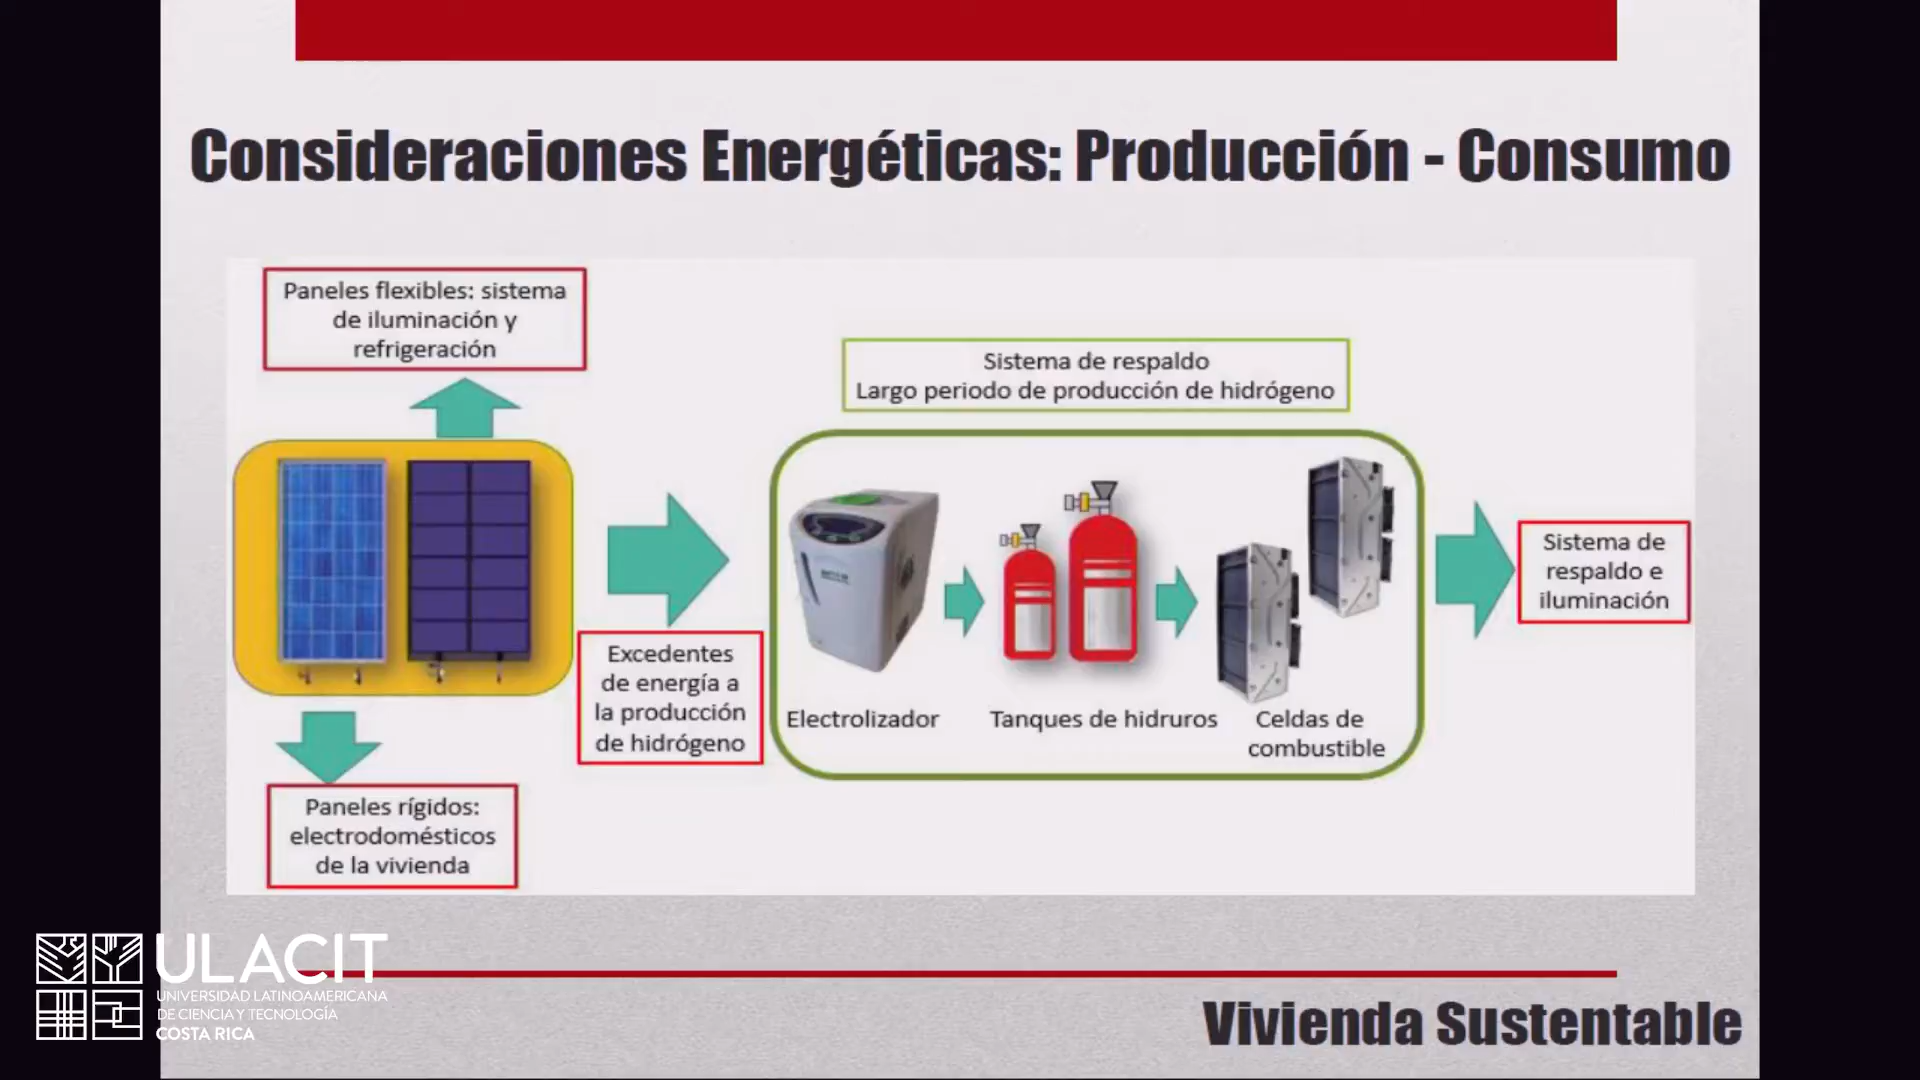 Consideraciones Energéticas: Producción - Consumo
Paneles flexibles: sistema
de iluminación y
refrigeración
Sistema de respaldo
Largo periodo de producción de hidrógeno
Sistema de
respaldo e
iluminación
Excedentes
de energía a
la producción
de hidrógeno
Electrolizador
Tanques de hidruros
Celdas de
combustible
Paneles rígidos:
electrodomésticos
de la vivienda
ULACIT
UNIVERSIDAD LATINOAMERICANA
DE CIENCIA Y TECNOLOGÍA
COSTA RICA
Vivienda Sustentable